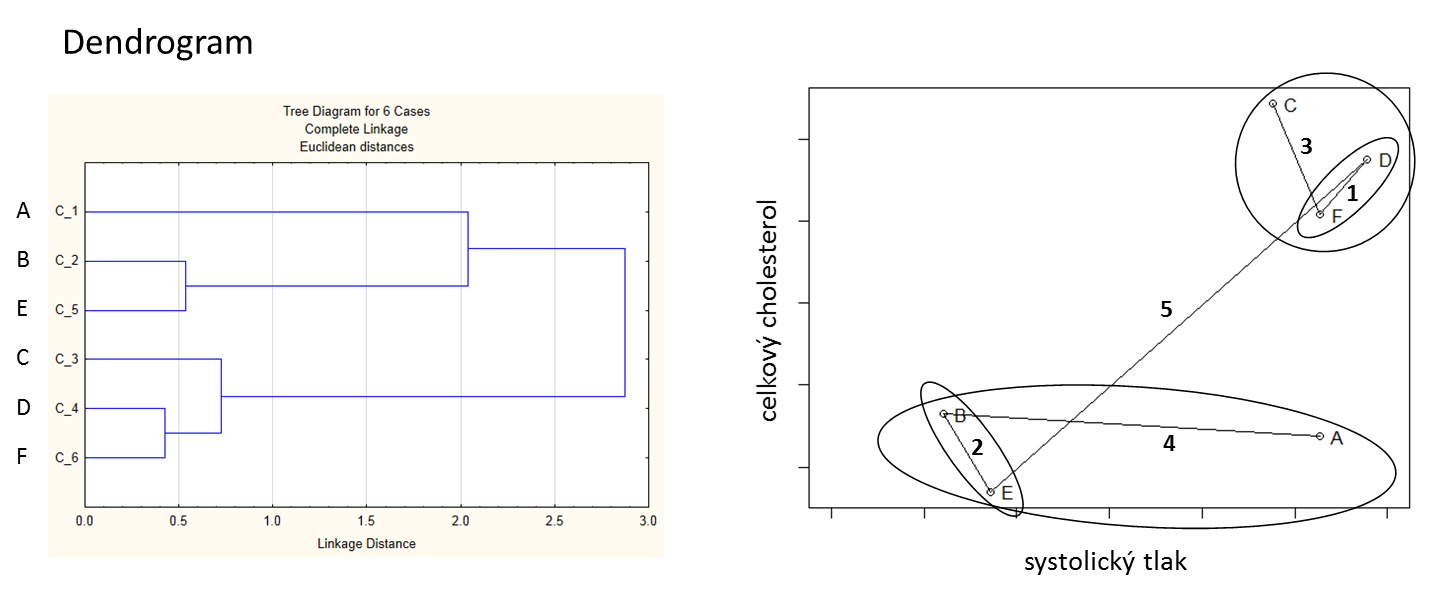 Dendrogram
Tree Diagram for 6 Cases
Complete Linkage
Euclidean distances
A C_1
B C_2
E C_5
C C_3
D C_4
F C_6
0.0 0.5 1.0 1.5 2.0 2.5 3.0
Linkage Distance
celkový cholesterol
C
3
D
1
F
5
B
4
A
2
E
systolický tlak